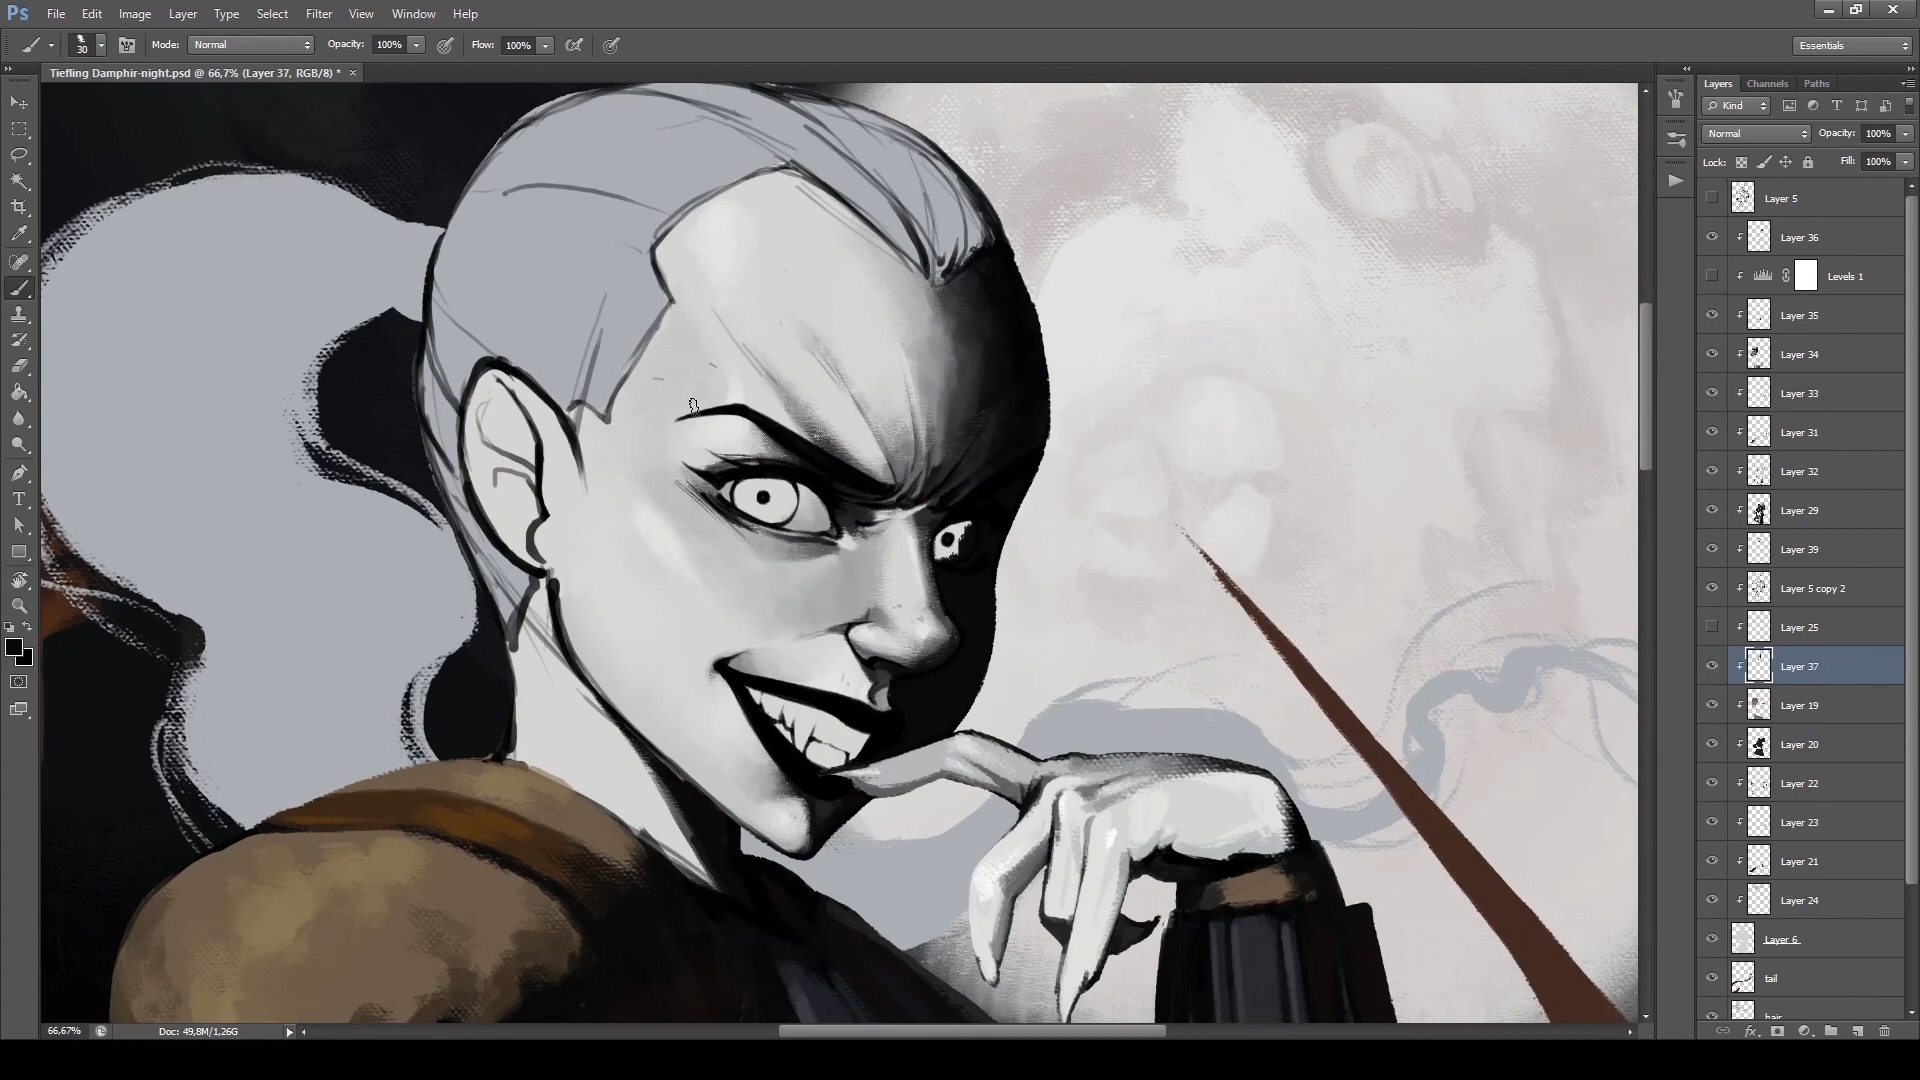 Ps File Edit Image Layer Type Select Filter View Window Help
30 Mode: Normal Opacity: 100% Flow: 100% Essentials
Tiefling Damphir-night.psd @ 66,7% (Layer 37, RGB/8) * ×
Layers Channels Paths
Kind
Normal Opacity: 100%
Lock: Fill: 100%
Layer 5
Layer 36
Levels 1
Layer 35
Layer 34
Layer 33
Layer 31
Layer 32
Layer 29
Layer 39
Layer 5 copy 2
Layer 25
Layer 37
Layer 19
Layer 20
Layer 22
Layer 23
Layer 21
Layer 24
Layer 6
tail
hair
66,67% Doc: 49,8M/1,26G